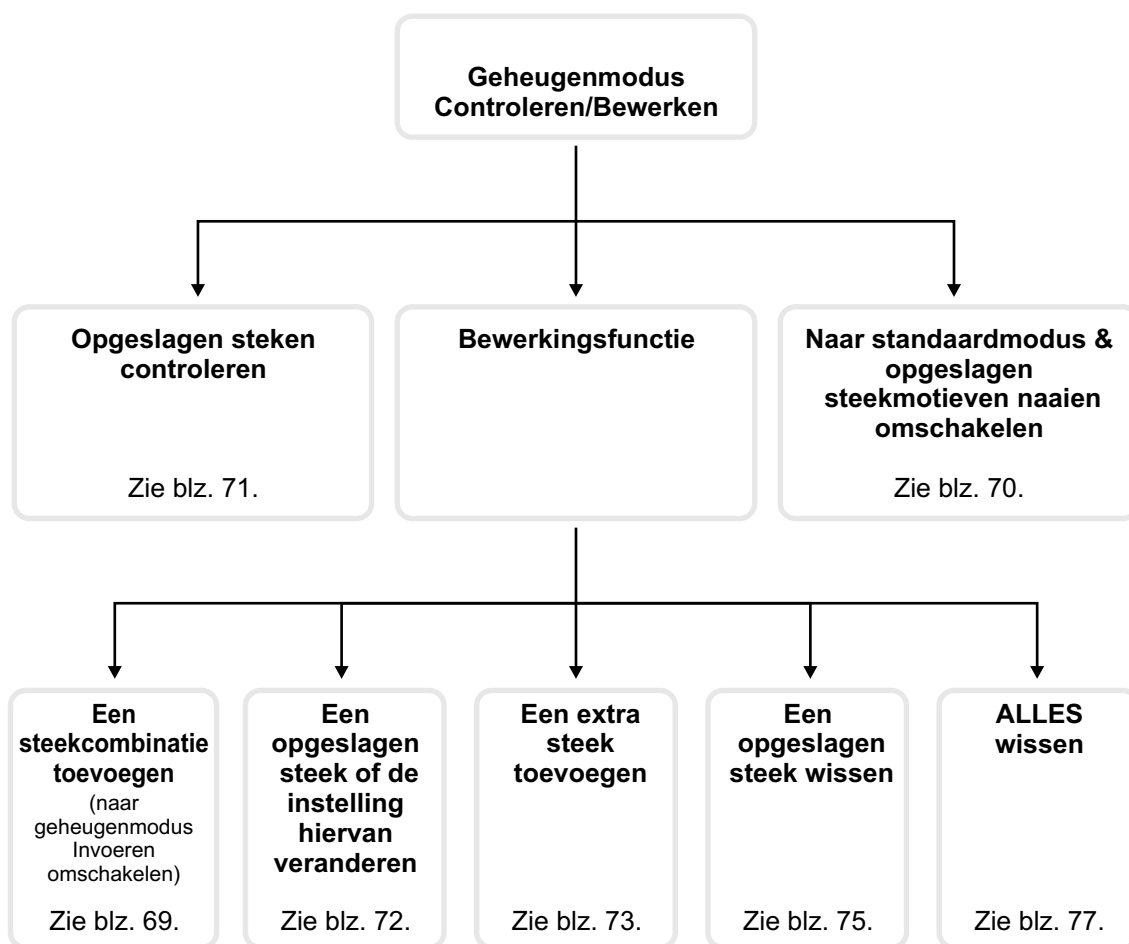 Geheugenmodus
Controleren/Bewerken
Opgeslagen steken
controleren
Zie blz. 71.
Bewerkingsfunctie
Naar standaardmodus &
opgeslagen
steekmotieven naaien
omschakelen
Zie blz. 70.
Een
steekcombinatie
toevoegen
(naar
geheugenmodus
Invoeren
omschakelen)
Zie blz. 69.
Een
opgeslagen
steek of de
instelling
hiervan
veranderen
Zie blz. 72.
Een extra
steek
toevoegen
Zie blz. 73.
Een
opgeslagen
steek wissen
Zie blz. 75.
ALLES
wissen
Zie blz. 77.